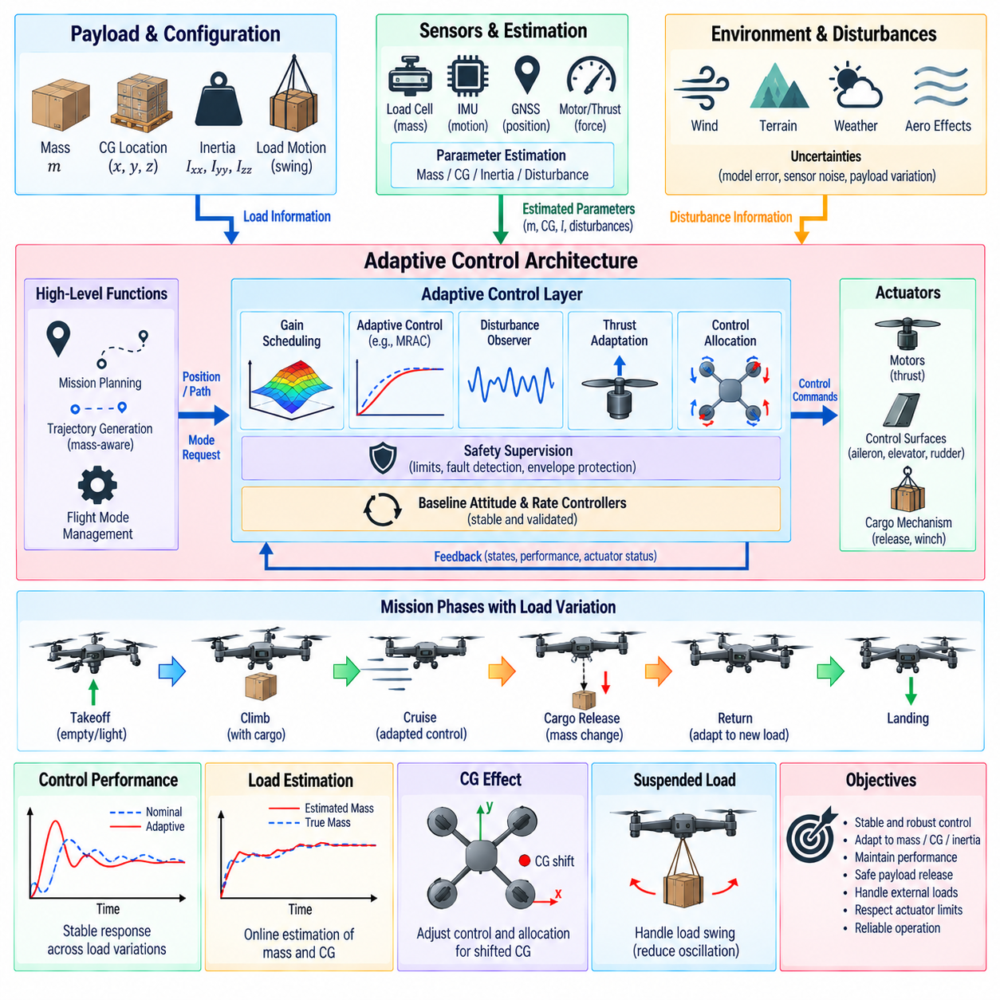 Payload & Configuration
Mass
m
CG Location
(x, y, z)
Inertia
Ixx, Iyy, Izz
Load Motion
(swing)
Sensors & Estimation
Load Cell
(mass)
IMU
(motion)
GNSS
(position)
Motor/Thrust
(force)
Parameter Estimation
Mass / CG / Inertia / Disturbance
Environment & Disturbances
Wind
Terrain
Weather
Aero Effects
Uncertainties
(model error, sensor noise, payload variation)
Load Information
Estimated Parameters
(m, CG, I, disturbances)
Disturbance Information
Adaptive Control Architecture
High-Level Functions
Mission Planning
Trajectory Generation
(mass-aware)
Flight Mode
Management
Position
/ Path
Mode
Request
Adaptive Control Layer
Gain
Scheduling
Adaptive Control
(e.g., MRAC)
Disturbance
Observer
Thrust
Adaptation
Control
Allocation
Safety Supervision
(limits, fault detection, envelope protection)
Baseline Attitude & Rate Controllers
(stable and validated)
Feedback (states, performance, actuator status)
Control
Commands
Actuators
Motors
(thrust)
Control Surfaces
(aileron, elevator, rudder)
Cargo Mechanism
(release, winch)
Mission Phases with Load Variation
Takeoff
(empty/light)
Climb
(with cargo)
Cruise
(adapted control)
Cargo Release
(mass change)
Return
(adapt to new load)
Landing
Control Performance
Nominal
Adaptive
Time
Stable response
across load variations
Load Estimation
Estimated Mass
True Mass
Time
Online estimation of
mass and CG
CG Effect
y
CG shift
x
Adjust control and allocation
for shifted CG
Suspended Load
Handle load swing
(reduce oscillation)
Objectives
• Stable and robust control
• Adapt to mass / CG / inertia
• Maintain performance
• Safe payload release
• Handle external loads
• Respect actuator limits
• Reliable operation